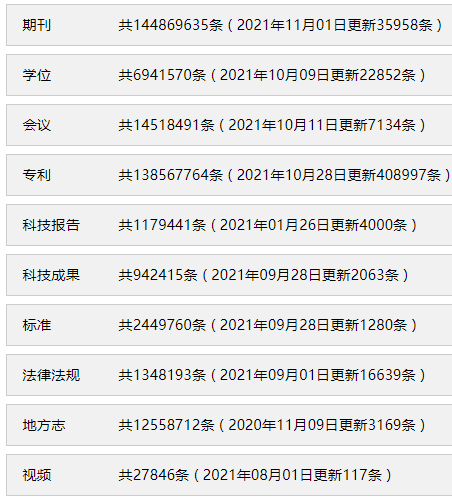 期刊 共144869635条（2021年11月01日更新35958条）
学位 共6941570条（2021年10月09日更新22852条）
会议 共14518491条（2021年10月11日更新7134条）
专利 共138567764条（2021年10月28日更新408997条）
科技报告 共1179441条（2021年01月26日更新4000条）
科技成果 共942415条（2021年09月28日更新2063条）
标准 共2449760条（2021年09月28日更新1280条）
法律法规 共1348193条（2021年09月01日更新16639条）
地方志 共12558712条（2020年11月09日更新3169条）
视频 共27846条（2021年08月01日更新117条）